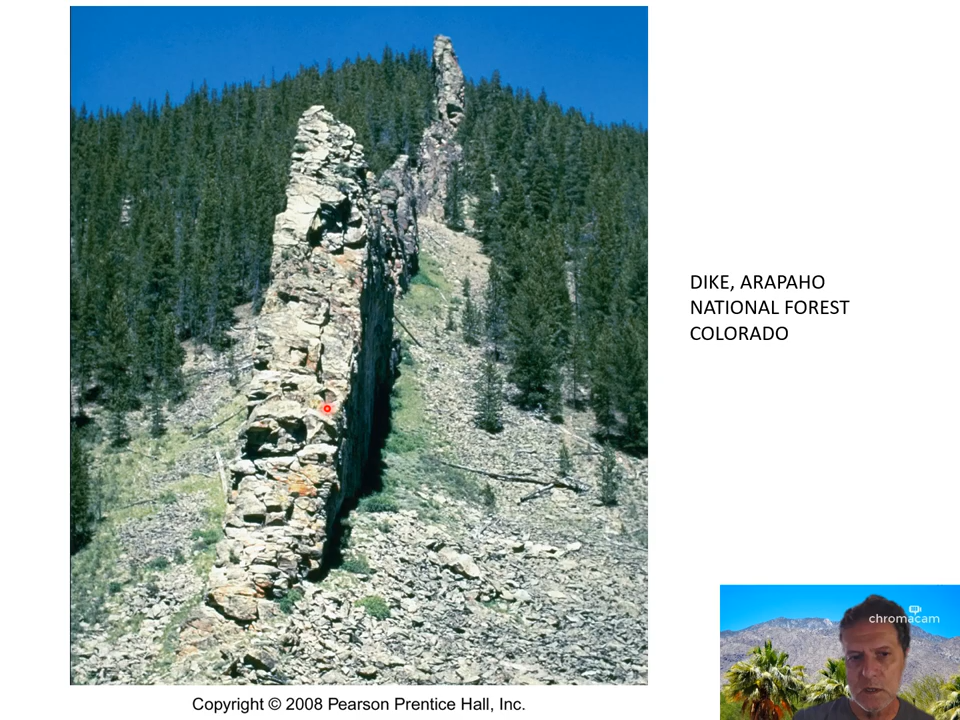 DIKE, ARAPAHO
NATIONAL FOREST
COLORADO
chromacam
Copyright © 2008 Pearson Prentice Hall, Inc.